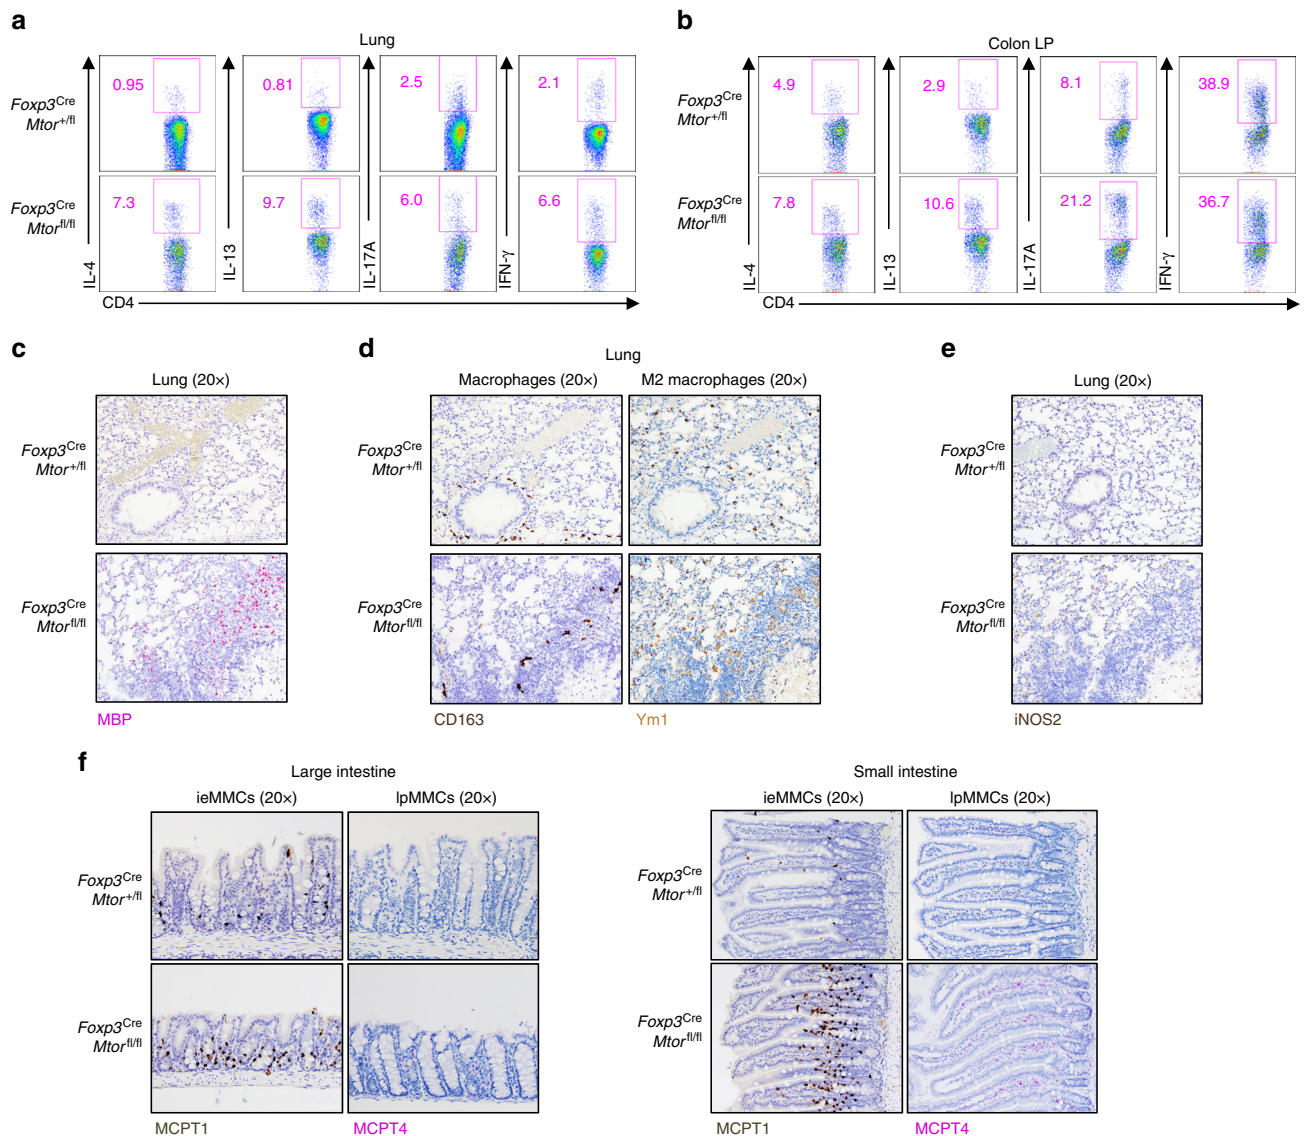 a
Lung
Foxp3Cre
Mtor+/fl
0.95
0.81
2.5
2.1
Foxp3Cre
Mtorfl/fl
7.3
9.7
6.0
6.6
IL-4
IL-13
IL-17A
IFN-γ
CD4
b
Colon LP
Foxp3Cre
Mtor+/fl
4.9
2.9
8.1
38.9
Foxp3Cre
Mtorfl/fl
7.8
10.6
21.2
36.7
IL-4
IL-13
IL-17A
IFN-γ
CD4
c
Lung (20×)
Foxp3Cre
Mtor+/fl
Foxp3Cre
Mtorfl/fl
MBP
d
Lung
Macrophages (20×)
M2 macrophages (20×)
Foxp3Cre
Mtor+/fl
Foxp3Cre
Mtorfl/fl
CD163
Ym1
e
Lung (20×)
Foxp3Cre
Mtor+/fl
Foxp3Cre
Mtorfl/fl
iNOS2
f
Large intestine
ieMMCs (20×)
lpMMCs (20×)
Foxp3Cre
Mtor+/fl
Foxp3Cre
Mtorfl/fl
MCPT1
MCPT4
Small intestine
ieMMCs (20×)
lpMMCs (20×)
Foxp3Cre
Mtor+/fl
Foxp3Cre
Mtorfl/fl
MCPT1
MCPT4